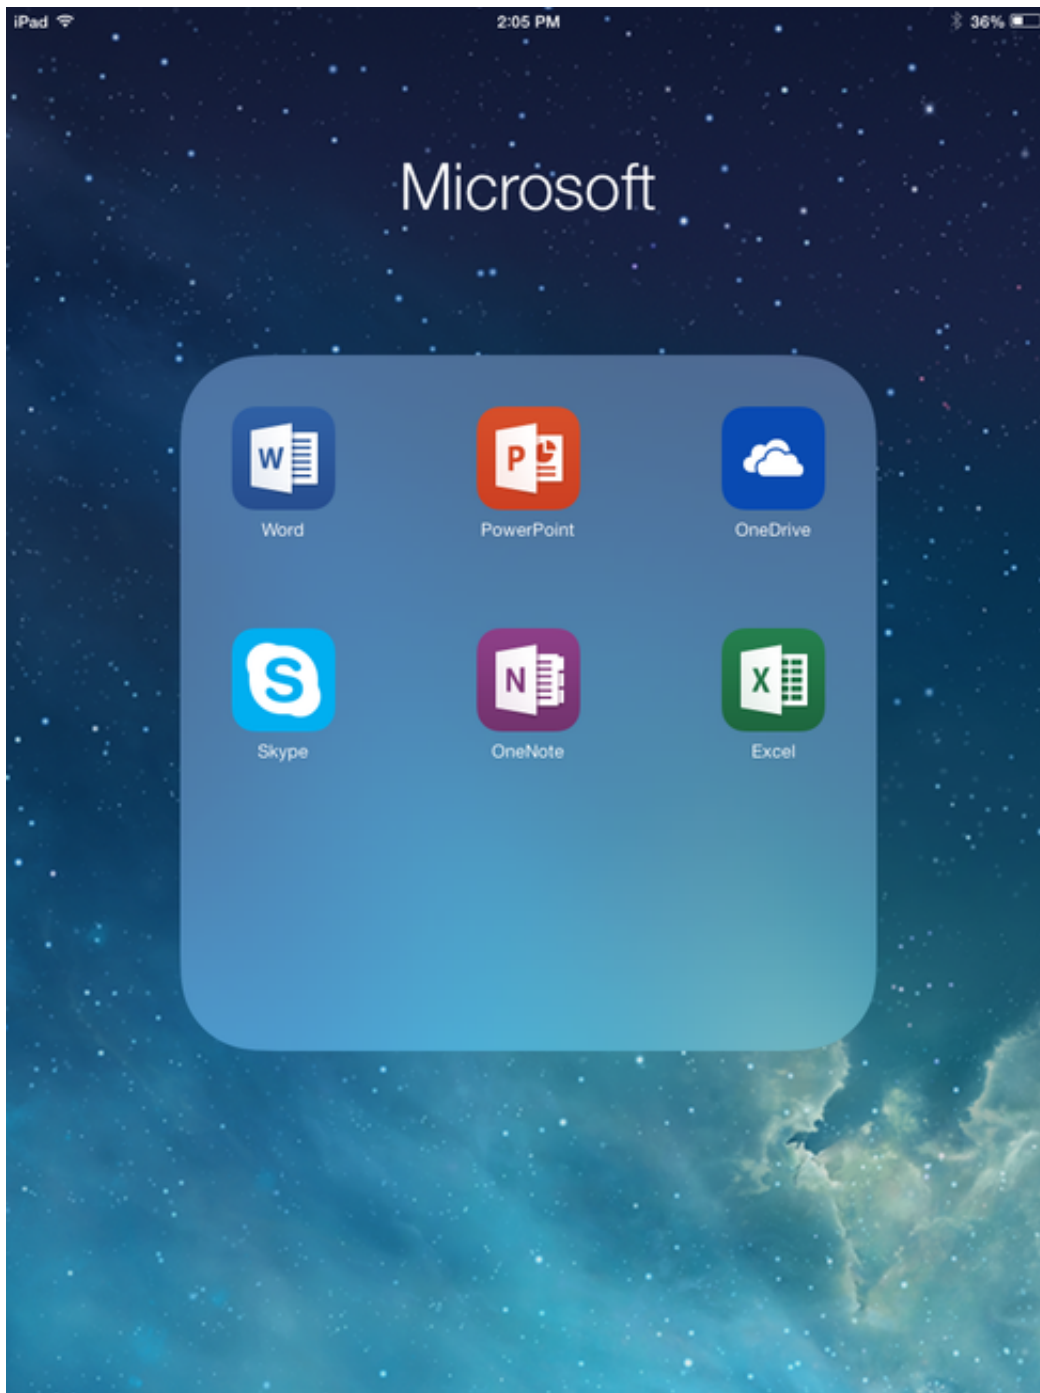 iPad 2:05 PM 36%
Microsoft
W P
Word PowerPoint OneDrive
S N X
Skype OneNote Excel